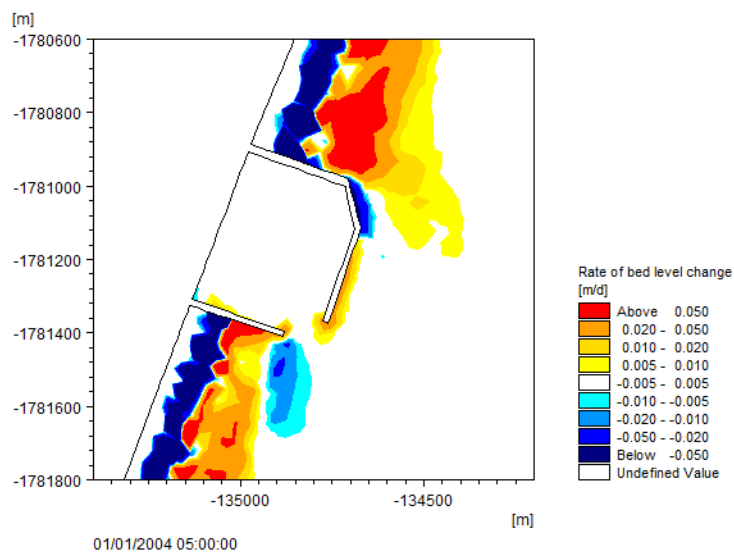 [m]
-1780600
-1780800
-1781000
-1781200
-1781400
-1781600
-1781800
-135000 -134500
[m]
01/01/2004 05:00:00
Rate of bed level change
[m/d]
Above 0.050
0.020 - 0.050
0.010 - 0.020
0.005 - 0.010
-0.005 - 0.005
-0.010 - -0.005
-0.020 - -0.010
-0.050 - -0.020
Below -0.050
Undefined Value